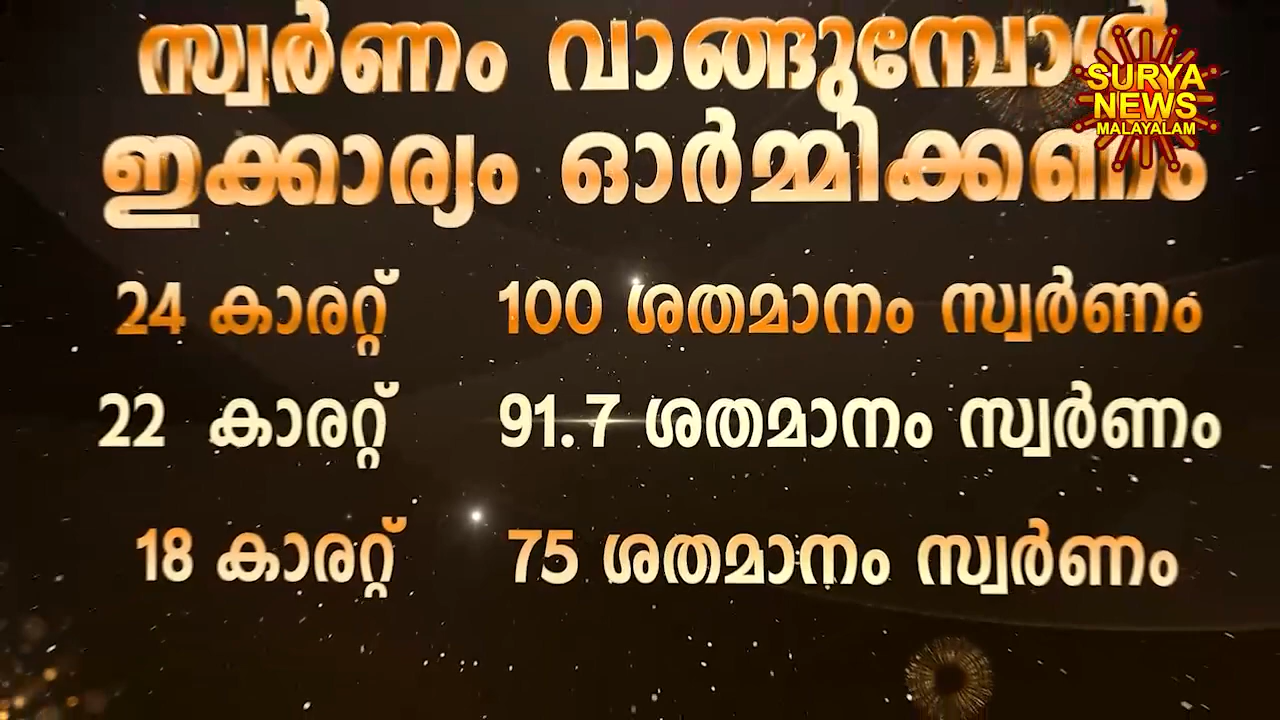 സ്വർണം വാങ്ങുമ്പോൾ
SURYA
NEWS
MALAYALAM
ഇക്കാര്യം ഓർമ്മിക്കണം
24 കാരറ്റ് 100 ശതമാനം സ്വർണം
22 കാരറ്റ് 91.7 ശതമാനം സ്വർണം
18 കാരറ്റ് 75 ശതമാനം സ്വർണം